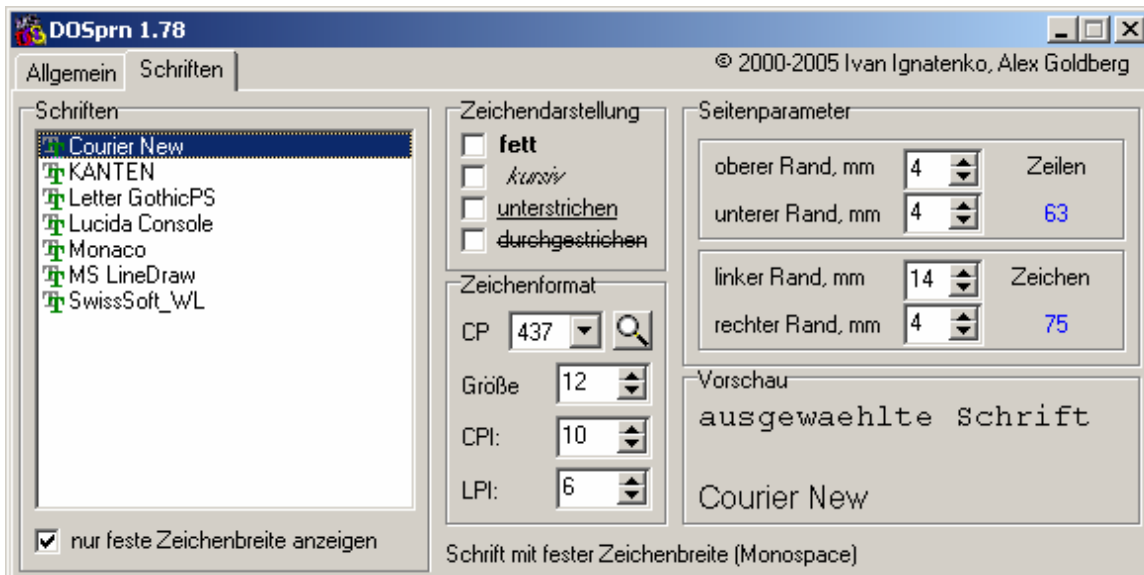 DOSprn 1.78
Allgemein
Schriften
© 2000-2005 Ivan Ignatenko, Alex Goldberg
Schriften
Courier New
KANTEN
Letter GothicPS
Lucida Console
Monaco
MS LineDraw
SwissSoft_WL
nur feste Zeichenbreite anzeigen
Zeichendarstellung
fett
kursiv
unterstrichen
durchgestrichen
Zeichenformat
CP 437
Größe 12
CPI: 10
LPI: 6
Seitenparameter
oberer Rand, mm 4 Zeilen
unterer Rand, mm 4 63
linker Rand, mm 14 Zeichen
rechter Rand, mm 4 75
Vorschau
ausgewaehlte Schrift
Courier New
Schrift mit fester Zeichenbreite (Monospace)